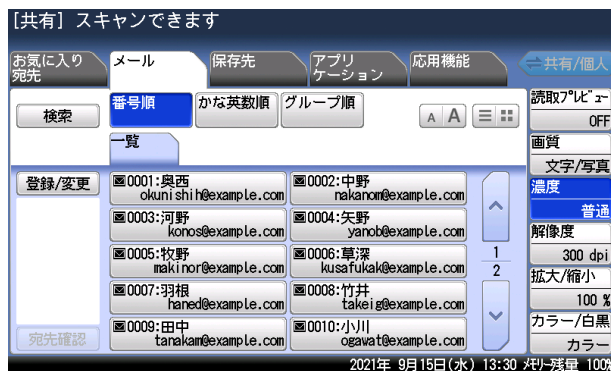 [共有] スキャンできます
お気に入り
宛先
メール
保存先
アプリ
ケーション
応用機能
共有/個人
検索
番号順
かな英数順
グループ順
A A
一覧
登録/変更
0001:奥西
okunishih@example.com
0002:中野
nakanom@example.com
0003:河野
konos@example.com
0004:矢野
yanob@example.com
0005:牧野
makinor@example.com
0006:草深
kusafukak@example.com
0007:羽根
haned@example.com
0008:竹井
takeig@example.com
0009:田中
tanakam@example.com
0010:小川
ogawat@example.com
1
2
宛先確認
読取プレビュー
OFF
画質
文字/写真
濃度
普通
解像度
300 dpi
拡大/縮小
100 %
カラー/白黒
カラー
2021年 9月15日(水) 13:30 メモリー残量 100%